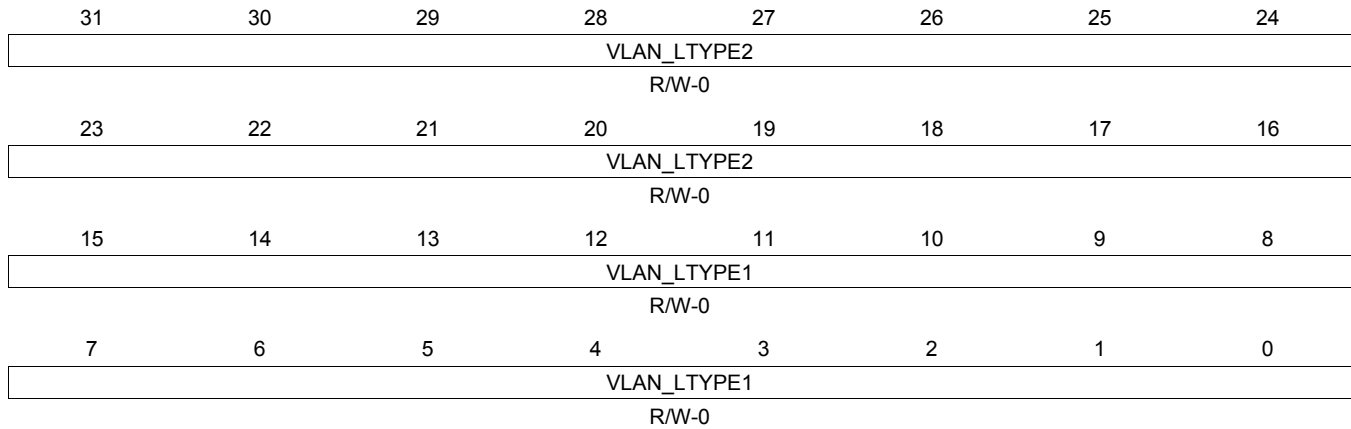 31 30 29 28 27 26 25 24
VLAN_LTYPE2
R/W-0
23 22 21 20 19 18 17 16
VLAN_LTYPE2
R/W-0
15 14 13 12 11 10 9 8
VLAN_LTYPE1
R/W-0
7 6 5 4 3 2 1 0
VLAN_LTYPE1
R/W-0